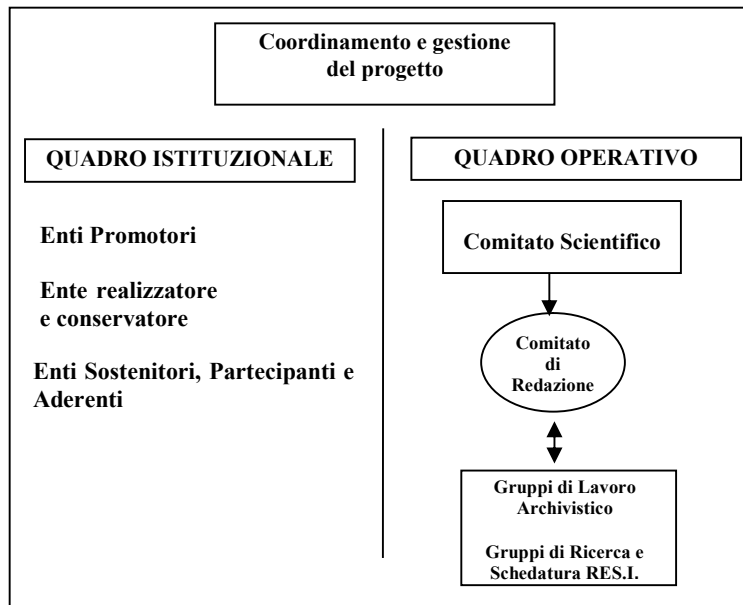 Coordinamento e gestione
del progetto
QUADRO ISTITUZIONALE
Enti Promotori
Ente realizzatore
e conservatore
Enti Sostenitori, Partecipanti e
Aderenti
QUADRO OPERATIVO
Comitato Scientifico
Comitato
di
Redazione
Gruppi di Lavoro
Archivistico
Gruppi di Ricerca e
Schedatura RES.I.